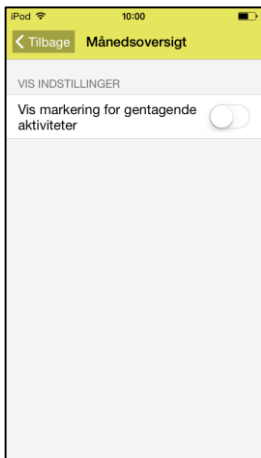 iPod 10:00
Tilbage Månedsoversigt
VIS INDSTILLINGER
Vis markering for gentagende
aktiviteter